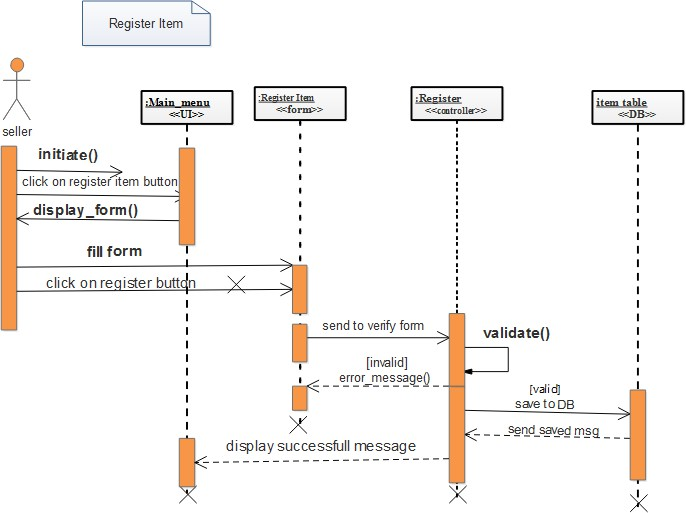 Register Item
seller
:Main_menu
<<UI>>
:Register Item
<<form>>
:Register
<<controller>>
item table
<<DB>>
initiate()
click on register item button
display_form()
fill form
click on register button
send to verify form
validate()
[invalid]
error_message()
[valid]
save to DB
send saved msg
display successfull message